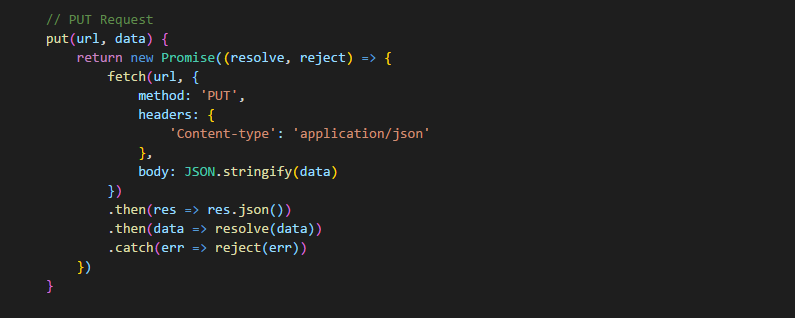 // PUT Request
put(url, data) {
return new Promise((resolve, reject) => {
fetch(url, {
method: 'PUT',
headers: {
'Content-type': 'application/json'
},
body: JSON.stringify(data)
})
.then(res => res.json())
.then(data => resolve(data))
.catch(err => reject(err))
})
}